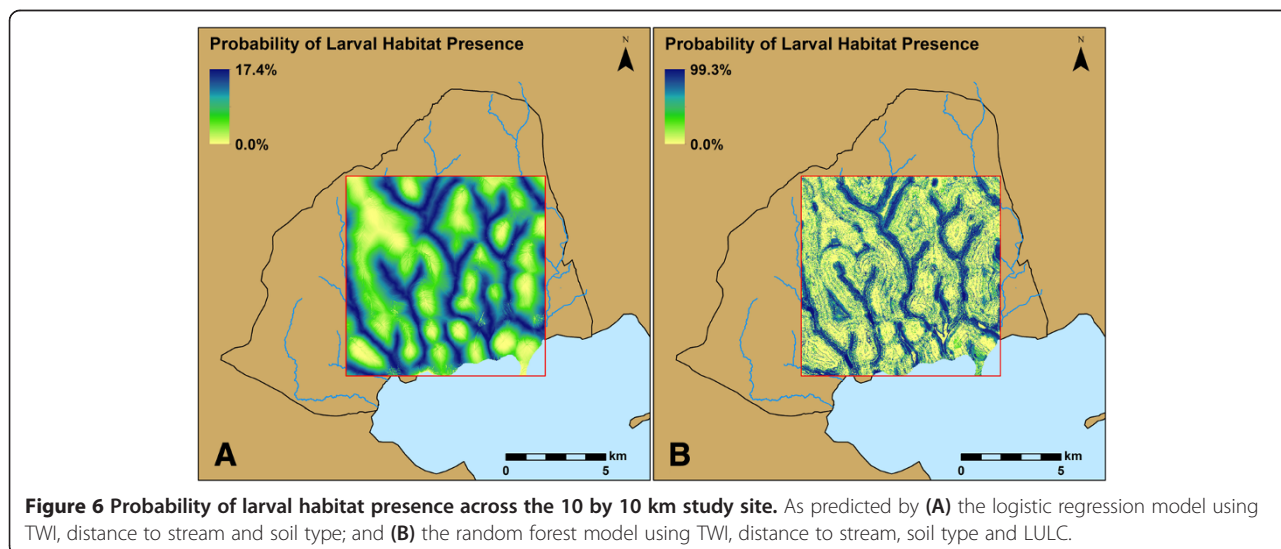 Probability of Larval Habitat Presence
N
17.4%
0.0%
A
km
0
5
Probability of Larval Habitat Presence
N
99.3%
0.0%
B
km
0
5
Figure 6 Probability of larval habitat presence across the 10 by 10 km study site. As predicted by (A) the logistic regression model using
TWI, distance to stream and soil type; and (B) the random forest model using TWI, distance to stream, soil type and LULC.